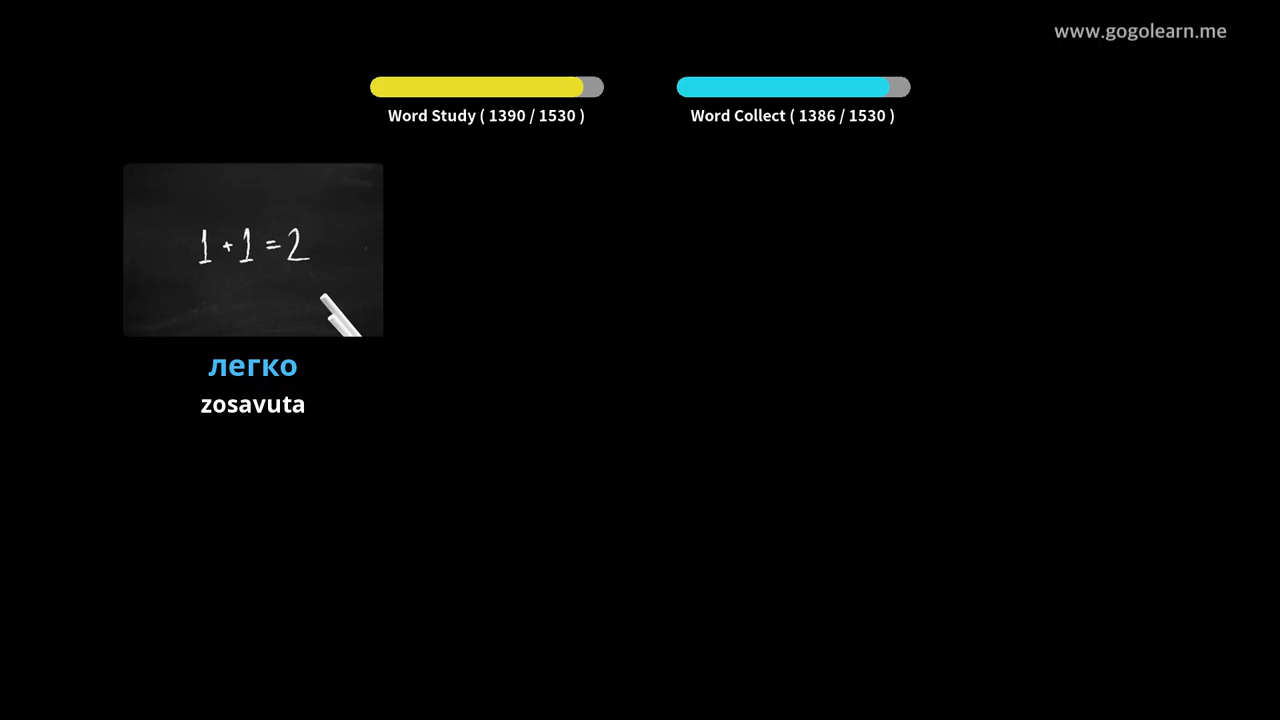 www.gogolearn.me
Word Study ( 1390 / 1530 )
Word Collect ( 1386 / 1530 )
1 + 1 = 2
легко
zosavuta